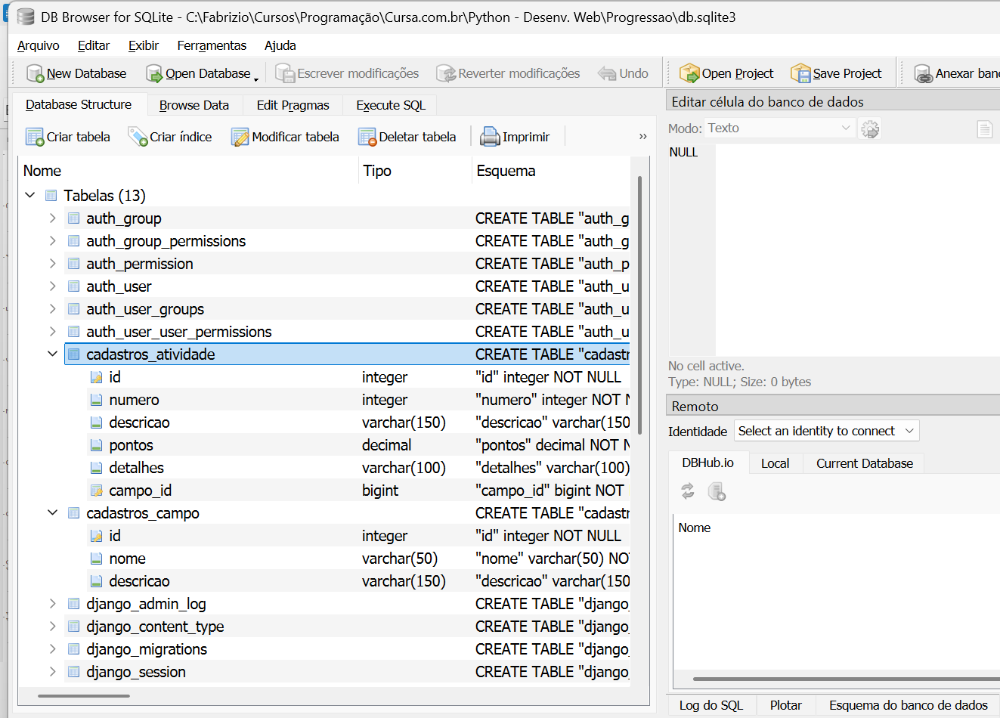 DB Browser for SQLite - C:\Fabrizio\Cursos\Programação\Cursa.com.br\Python - Desenv. Web\Progressao\db.sqlite3
Arquivo Editar Exibir Ferramentas Ajuda
New Database Open Database Escrever modificações Reverter modificações Undo Open Project Save Project Anexar banc
Database Structure Browse Data Edit Pragmas Execute SQL
Criar tabela Criar índice Modificar tabela Deletar tabela Imprimir »
Nome Tipo Esquema
Tabelas (13)
auth_group CREATE TABLE "auth_g
auth_group_permissions CREATE TABLE "auth_g
auth_permission CREATE TABLE "auth_p
auth_user CREATE TABLE "auth_u
auth_user_groups CREATE TABLE "auth_u
auth_user_user_permissions CREATE TABLE "auth_u
cadastros_atividade CREATE TABLE "cadastr
id integer "id" integer NOT NULL
numero integer "numero" integer NOT N
descricao varchar(150) "descricao" varchar(150
pontos decimal "pontos" decimal NOT N
detalhes varchar(100) "detalhes" varchar(100)
campo_id bigint "campo_id" bigint NOT
cadastros_campo CREATE TABLE "cadastr
id integer "id" integer NOT NULL
nome varchar(50) "nome" varchar(50) NO
descricao varchar(150) "descricao" varchar(150
django_admin_log CREATE TABLE "django_
django_content_type CREATE TABLE "django_
django_migrations CREATE TABLE "django_
django_session CREATE TABLE "django_
Editar célula do banco de dados
Modo: Texto
NULL
No cell active.
Type: NULL; Size: 0 bytes
Remoto
Identidade Select an identity to connect
DBHub.io Local Current Database
Nome
Log do SQL Plotar Esquema do banco de dados